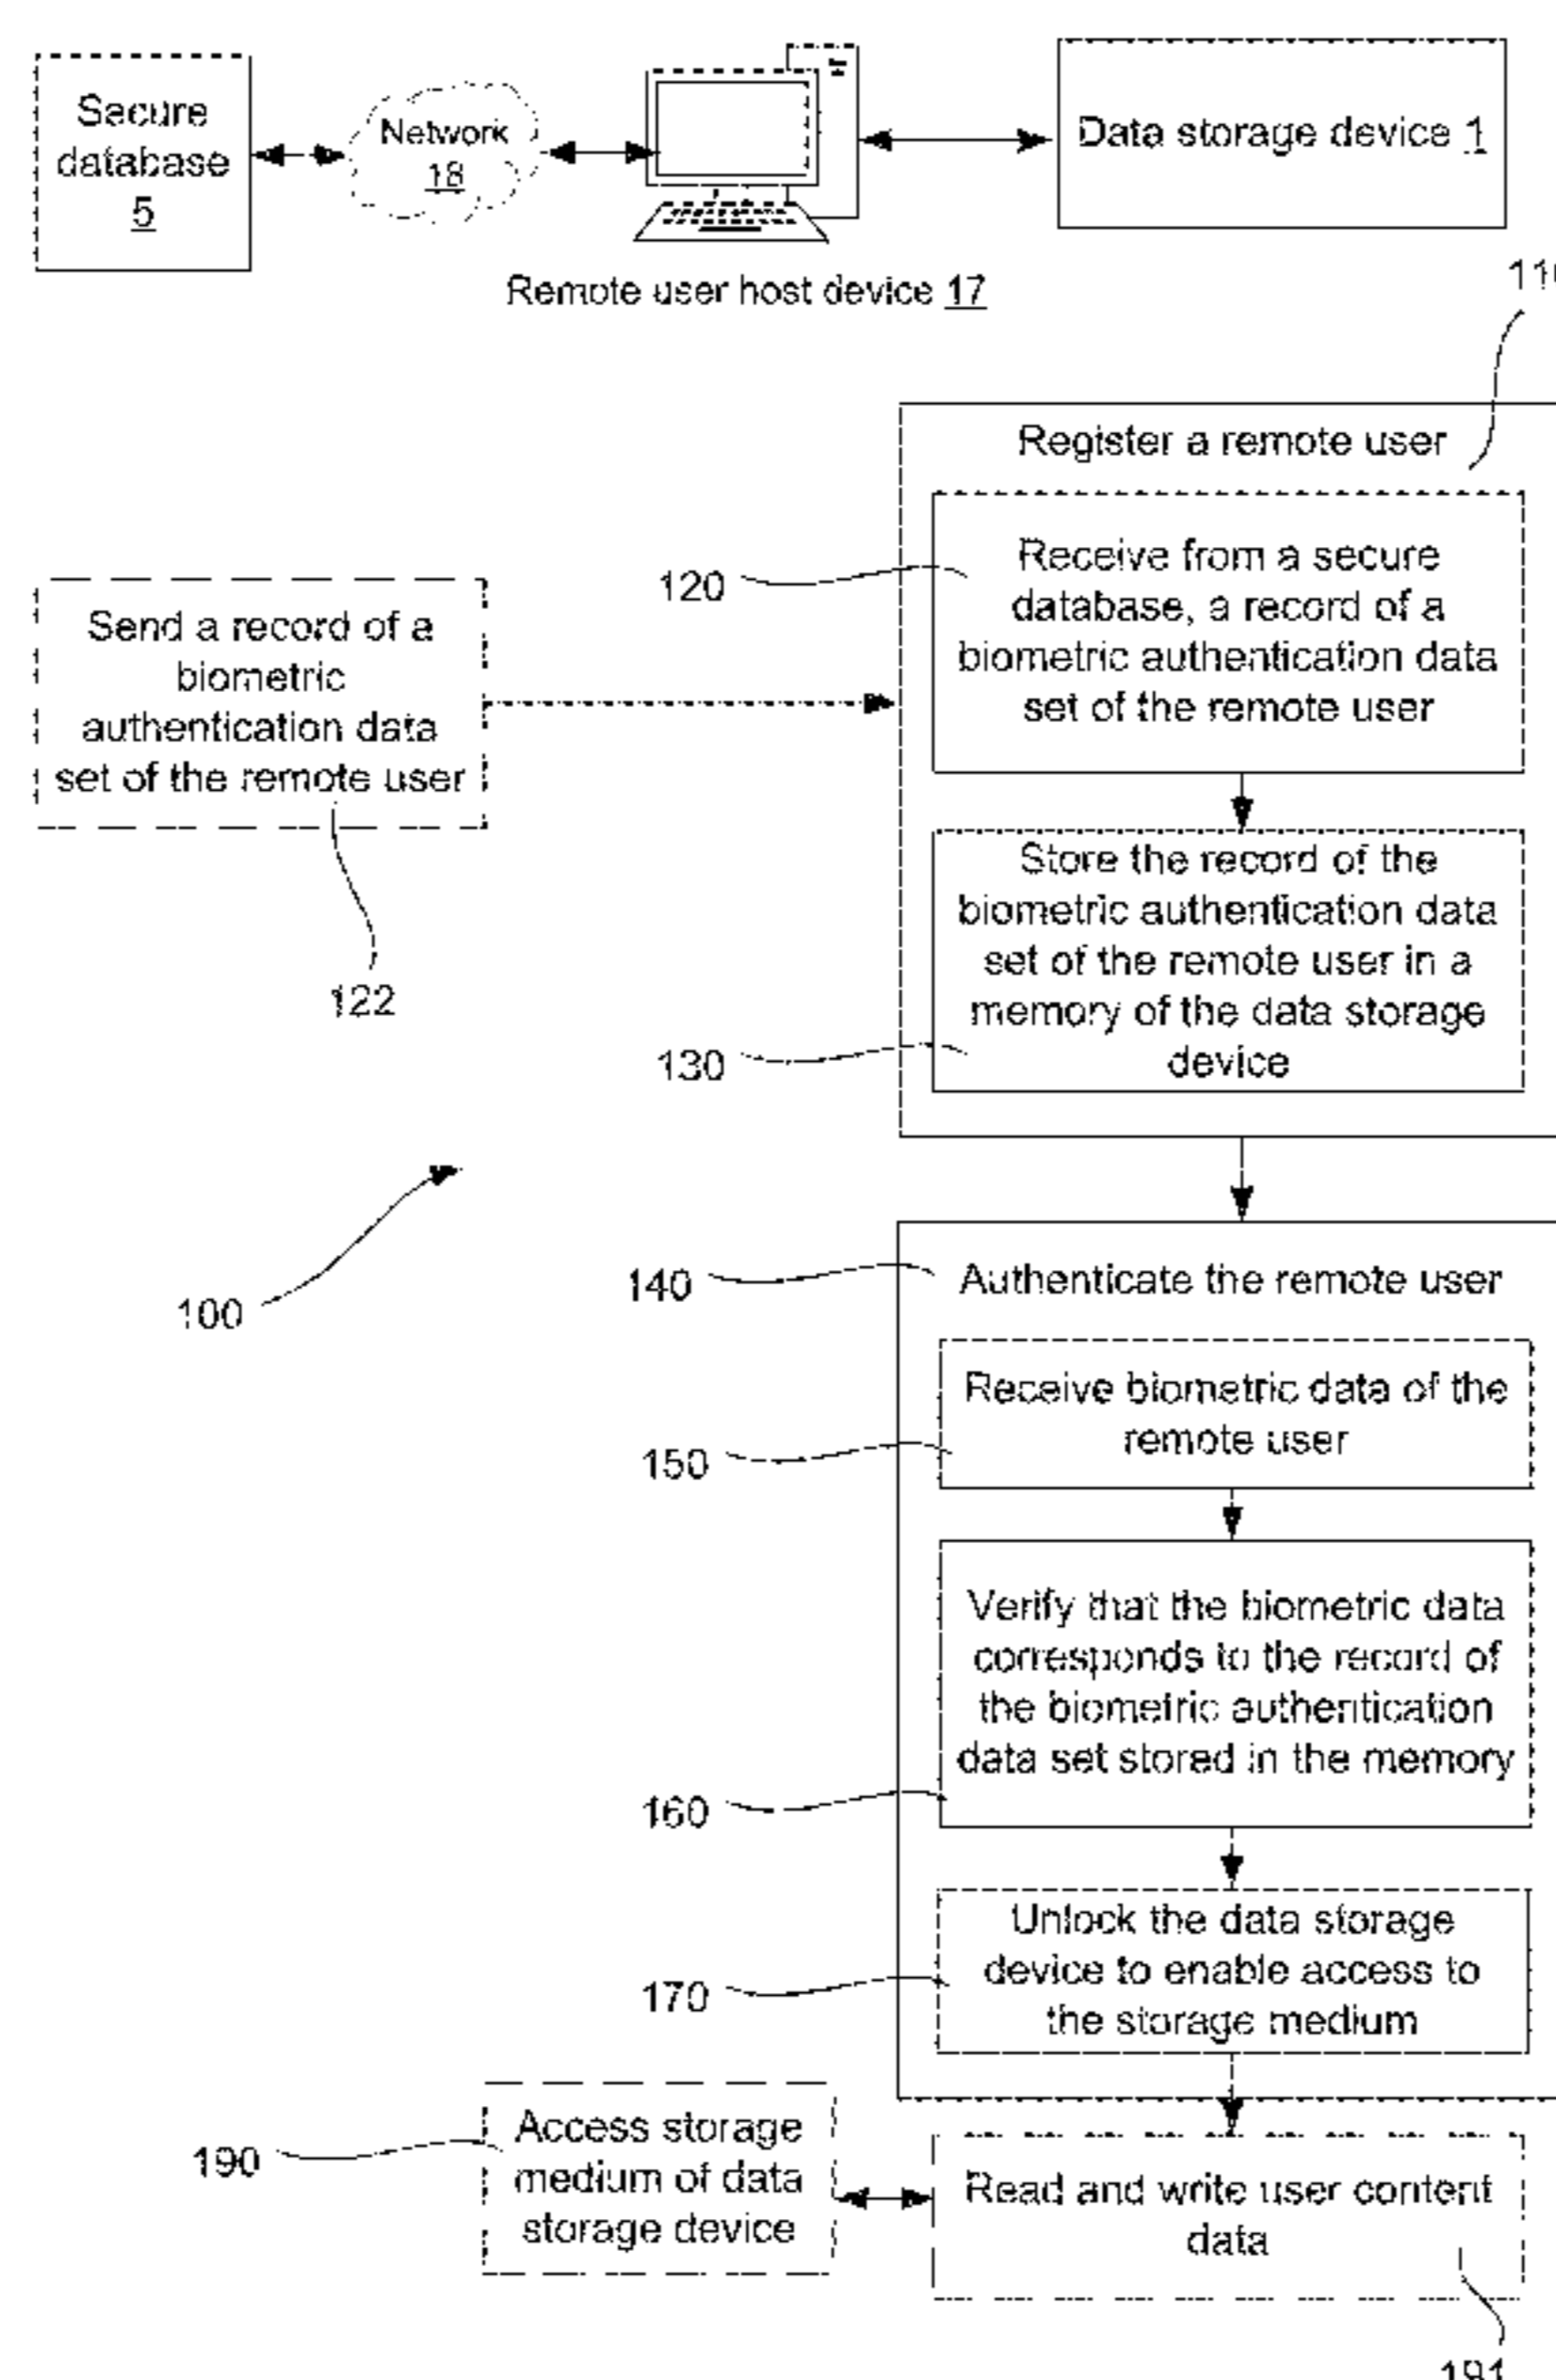 Secure
database
5
Network
18
Data storage device 1
Remote user host device 17
110
Register a remote user
120
Receive from a secure
database, a record of a
biometric authentication data
set of the remote user
Send a record of a
biometric
authentication data
set of the remote user
122
Store the record of the
biometric authentication data
set of the remote user in a
memory of the data storage
device
130
100
140
Authenticate the remote user
Receive biometric data of the
remote user
150
Verify that the biometric data
corresponds to the record of
the biometric authentication
data set stored in the memory
160
Unlock the data storage
device to enable access to
the storage medium
170
190
Access storage
medium of data
storage device
Read and write user content
data
191